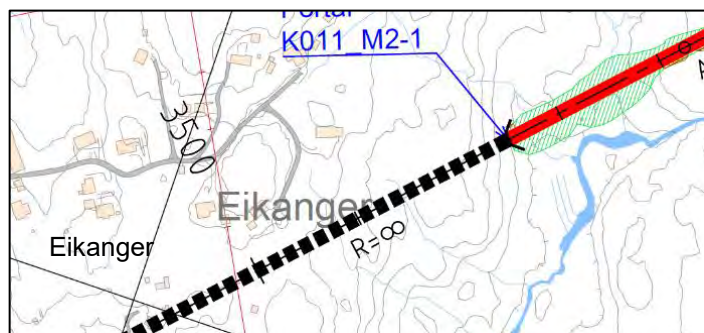 Portal
K011_M2-1
3500
Eikanger
Eikanger
R=∞